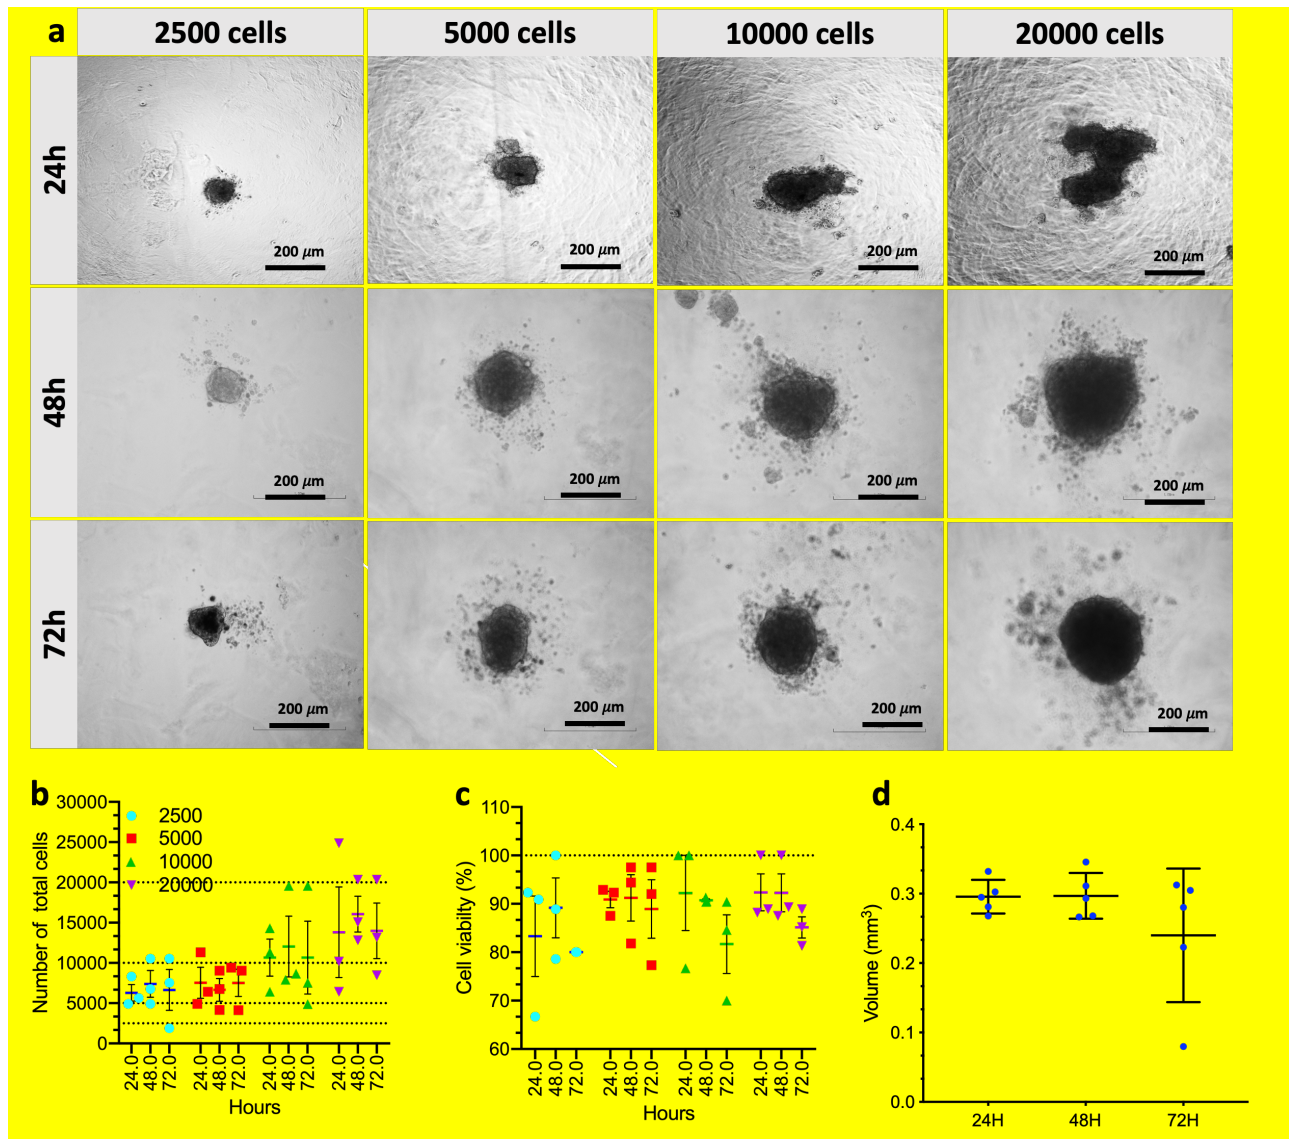 a
2500 cells
5000 cells
10000 cells
20000 cells
24h
200 μm
200 μm
200 μm
200 μm
48h
200 μm
200 μm
200 μm
200 μm
72h
200 μm
200 μm
200 μm
200 μm
b
Number of total cells
30000
25000
20000
15000
10000
5000
0
2500
5000
10000
20000
24.0
48.0
72.0
24.0
48.0
72.0
24.0
48.0
72.0
24.0
48.0
72.0
Hours
c
Cell viabilty (%)
110
100
90
80
70
60
24.0
48.0
72.0
24.0
48.0
72.0
24.0
48.0
72.0
24.0
48.0
72.0
Hours
d
Volume (mm³)
0.4
0.3
0.2
0.1
0.0
24H
48H
72H